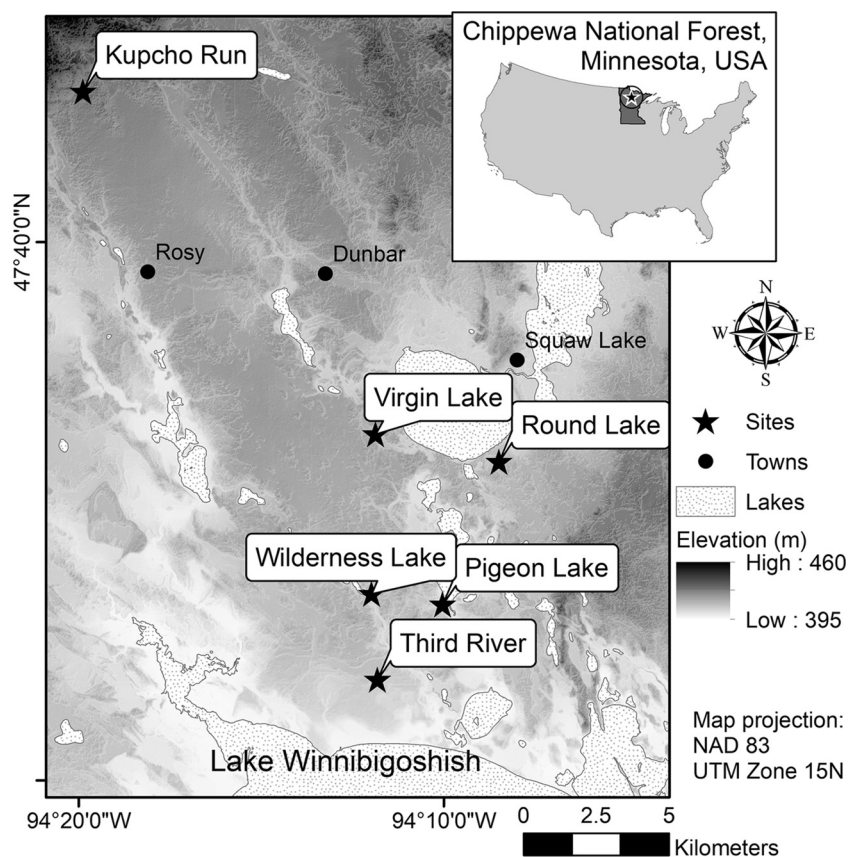 Kupcho Run
Chippewa National Forest,
Minnesota, USA
47°40'0"N
Rosy
Dunbar
Squaw Lake
Virgin Lake
Round Lake
Wilderness Lake
Pigeon Lake
Third River
Lake Winnibigoshish
94°20'0"W
94°10'0"W
N
W
E
S
Sites
Towns
Lakes
Elevation (m)
High : 460
Low : 395
Map projection:
NAD 83
UTM Zone 15N
0 2.5 5
Kilometers